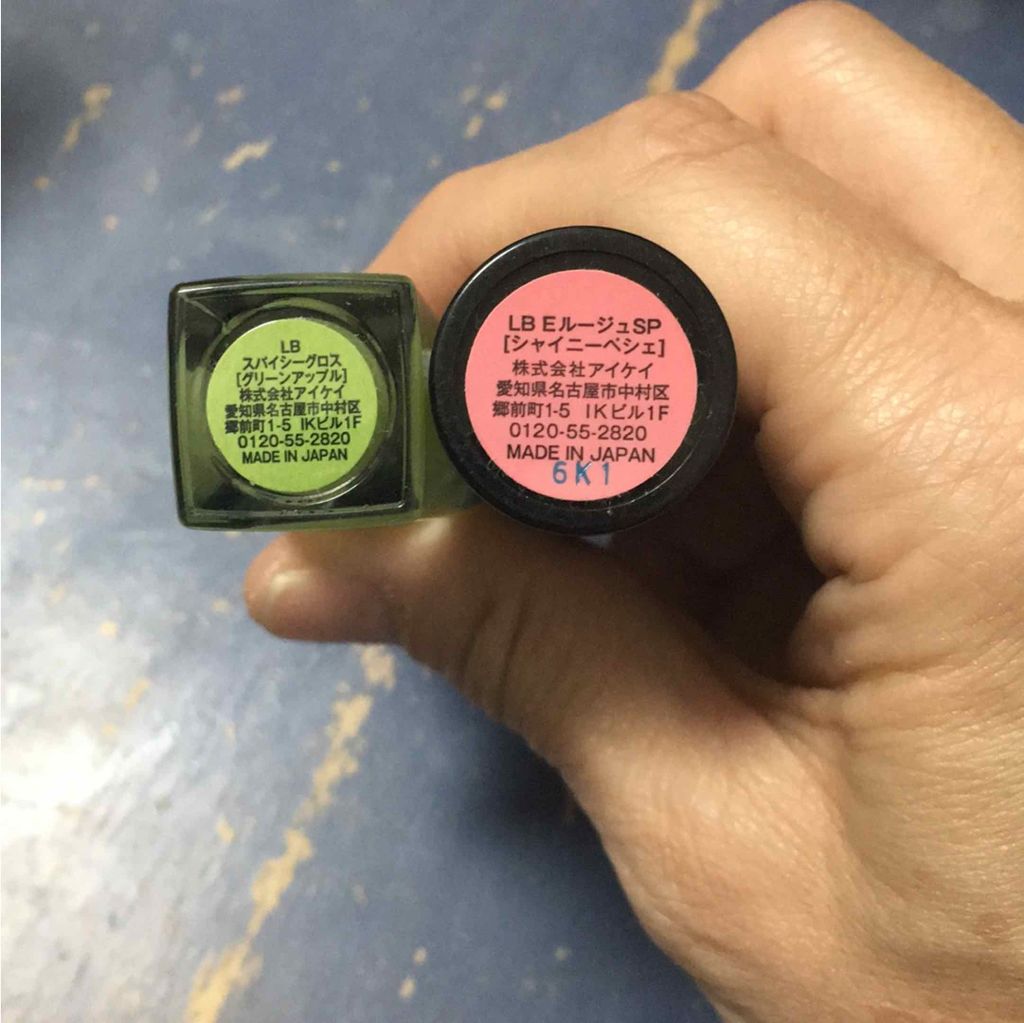 LB
スパイシーグロス
[グリーンアップル]
株式会社アイケイ
愛知県名古屋市中村区
郷前町1-5 IKビル1F
0120-55-2820
MADE IN JAPAN
LB EルージュSP
[シャイニーペシェ]
株式会社アイケイ
愛知県名古屋市中村区
郷前町1-5 IKビル1F
0120-55-2820
MADE IN JAPAN
6K1